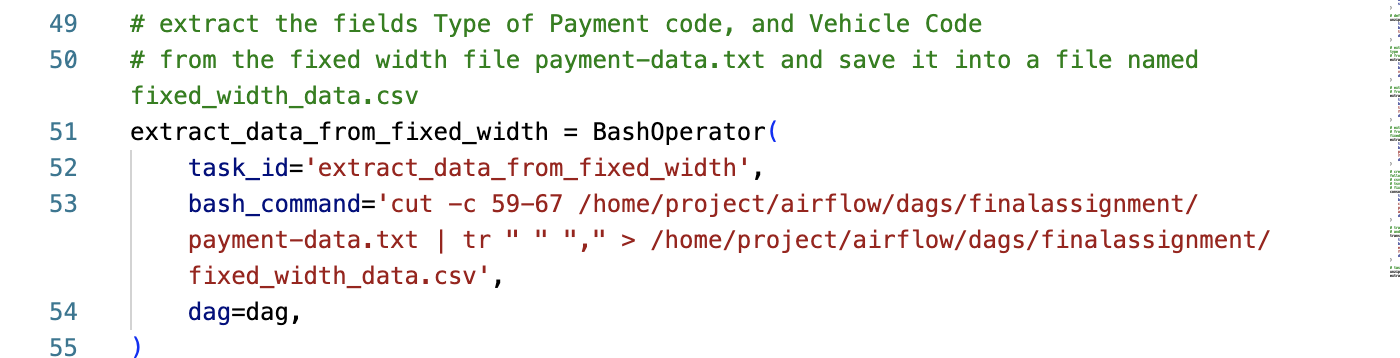 49 # extract the fields Type of Payment code, and Vehicle Code
50 # from the fixed width file payment-data.txt and save it into a file named
fixed_width_data.csv
51 extract_data_from_fixed_width = BashOperator(
52 task_id='extract_data_from_fixed_width',
53 bash_command='cut -c 59-67 /home/project/airflow/dags/finalassignment/
payment-data.txt | tr " " "," > /home/project/airflow/dags/finalassignment/
fixed_width_data.csv',
54 dag=dag,
55 )